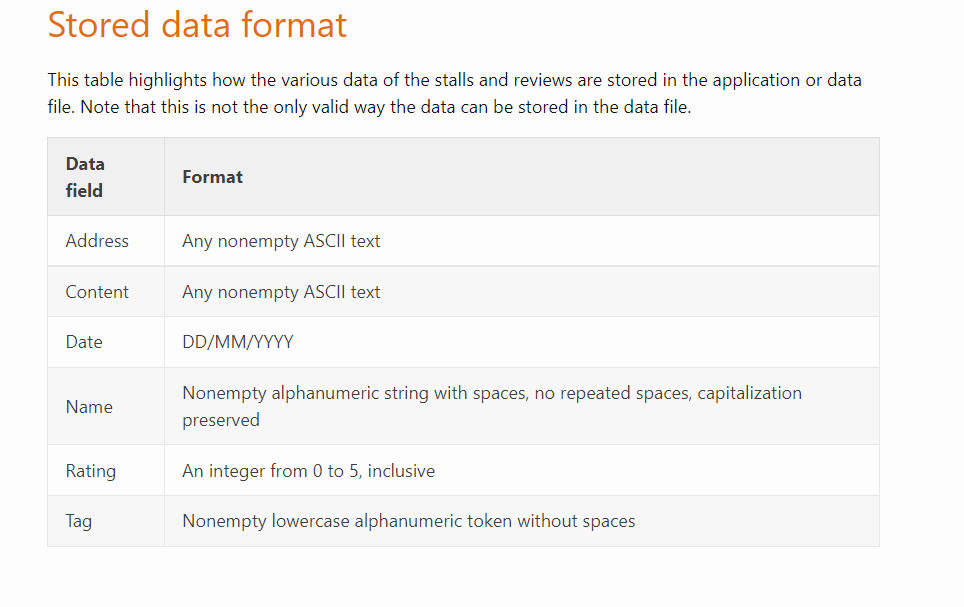 Stored data format
This table highlights how the various data of the stalls and reviews are stored in the application or data
file. Note that this is not the only valid way the data can be stored in the data file.
Data
field
Format
Address
Any nonempty ASCII text
Content
Any nonempty ASCII text
Date
DD/MM/YYYY
Name
Nonempty alphanumeric string with spaces, no repeated spaces, capitalization
preserved
Rating
An integer from 0 to 5, inclusive
Tag
Nonempty lowercase alphanumeric token without spaces